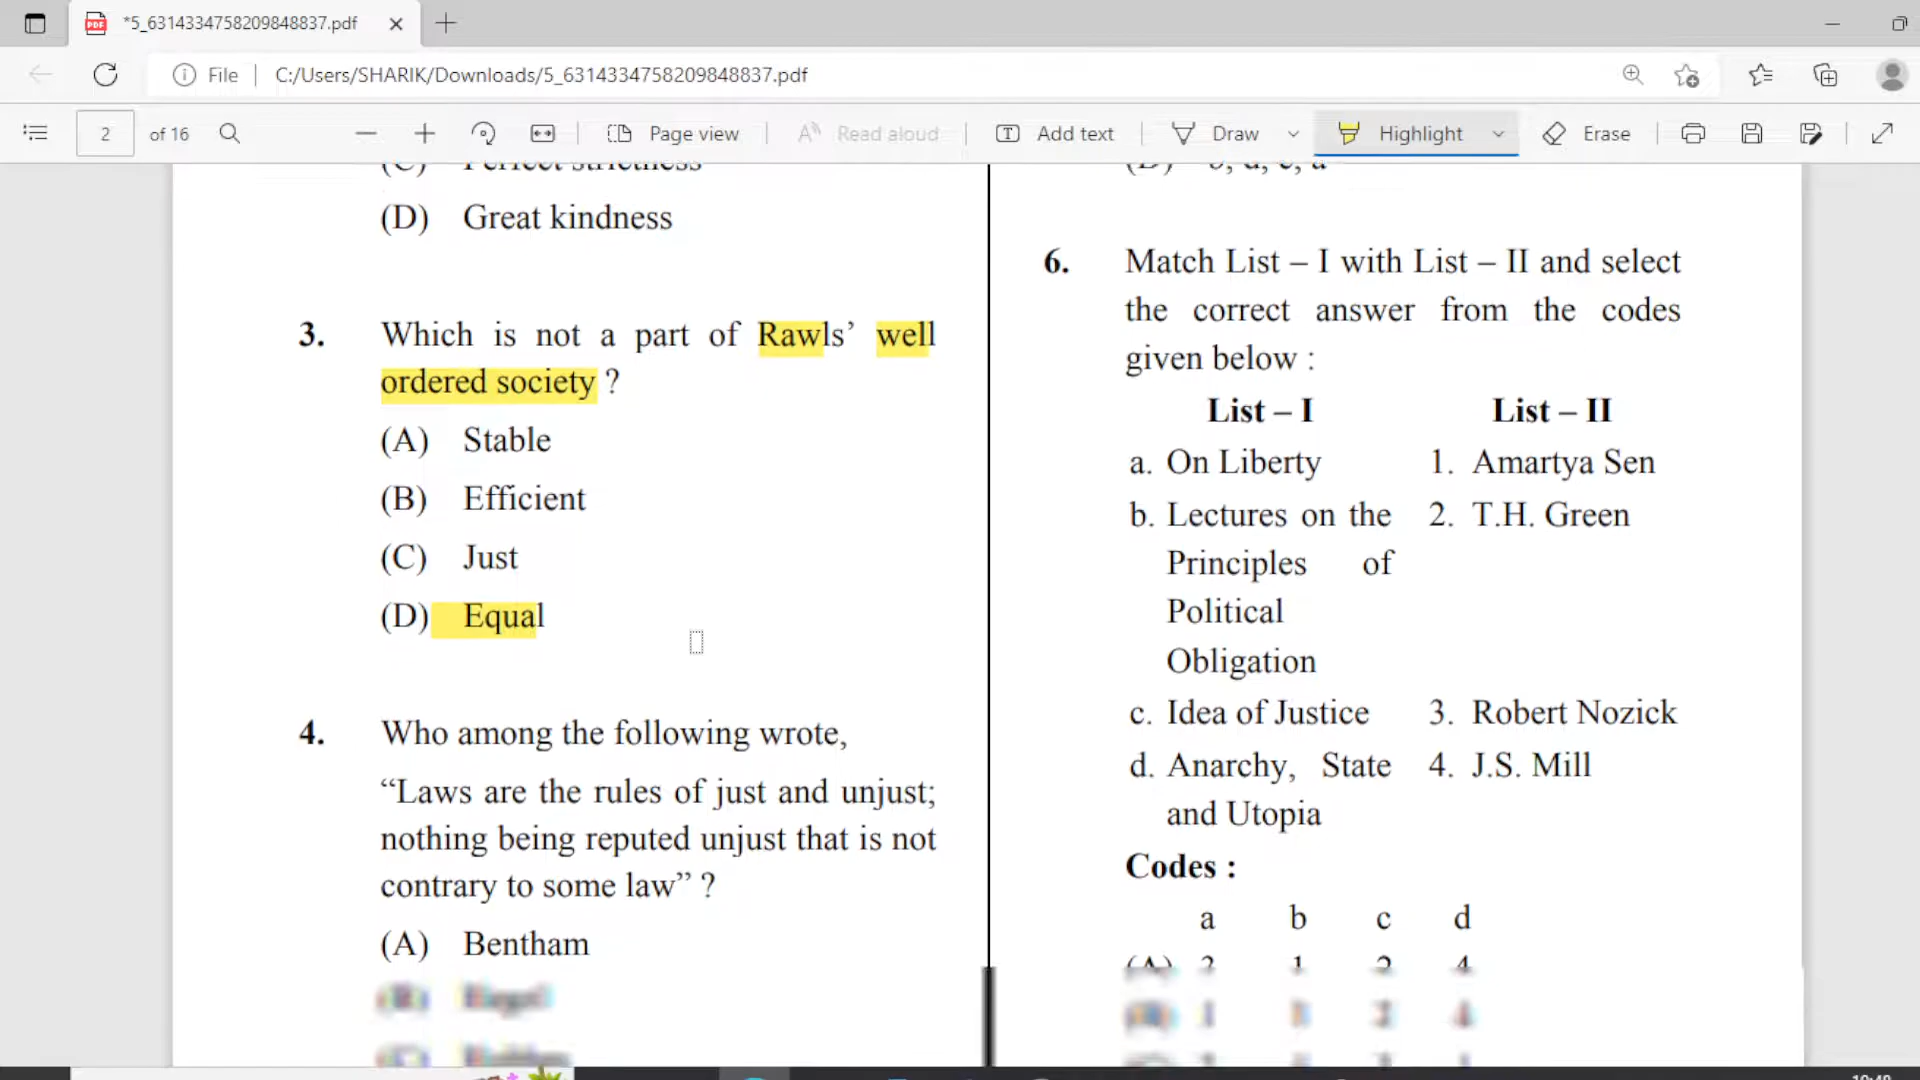 *5_6314334758209848837.pdf
File
C:/Users/SHARIK/Downloads/5_6314334758209848837.pdf
2 of 16
Page view
Read aloud
Add text
Draw
Highlight
Erase
(D) Great kindness
3. Which is not a part of Rawls’ well
ordered society ?
(A) Stable
(B) Efficient
(C) Just
(D) Equal
4. Who among the following wrote,
“Laws are the rules of just and unjust;
nothing being reputed unjust that is not
contrary to some law” ?
(A) Bentham
6. Match List – I with List – II and select
the correct answer from the codes
given below :
List – I List – II
a. On Liberty 1. Amartya Sen
b. Lectures on the 2. T.H. Green
Principles of
Political
Obligation
c. Idea of Justice 3. Robert Nozick
d. Anarchy, State 4. J.S. Mill
and Utopia
Codes :
a b c d